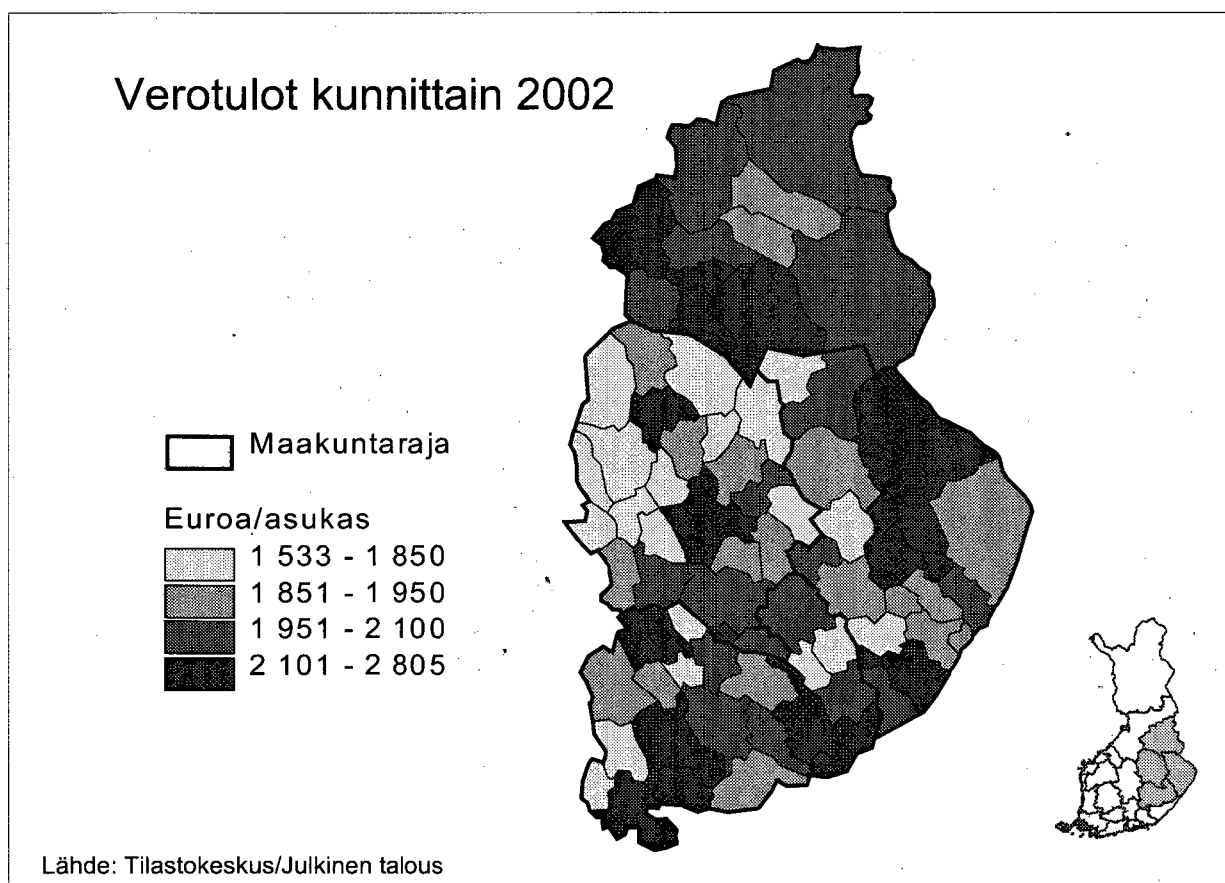 Verotulot kunnittain 2002
Maakuntaraja
Euroa/asukas
1 533 - 1 850
1 851 - 1 950
1 951 - 2 100
2 101 - 2 805
Lähde: Tilastokeskus/Julkinen talous